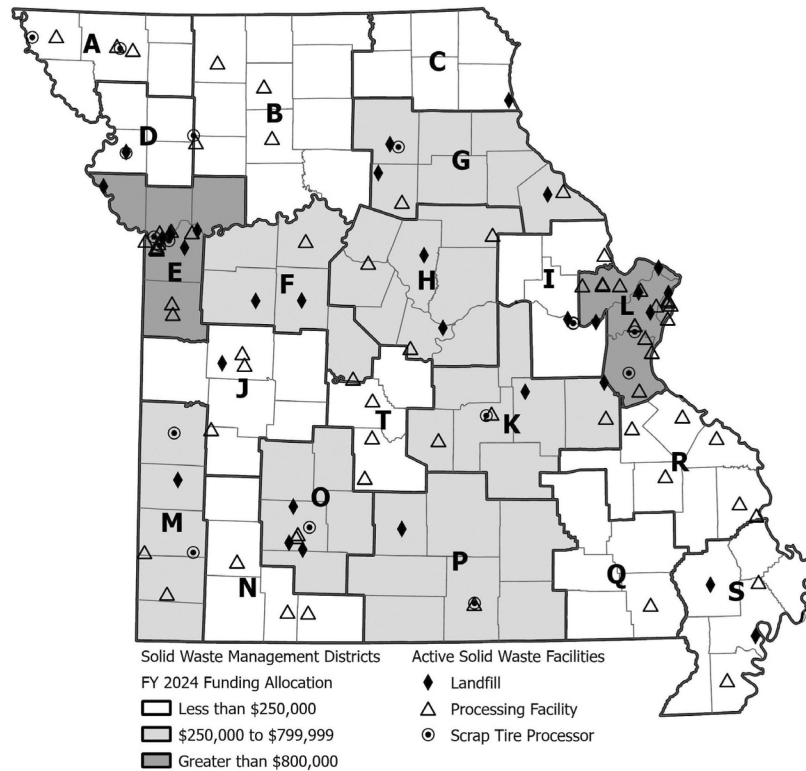 A
C
B
D
G
E
F
H
I
L
J
T
K
R
M
O
N
P
Q
S
Solid Waste Management Districts
Active Solid Waste Facilities
FY 2024 Funding Allocation
Landfill
Less than $250,000
Processing Facility
$250,000 to $799,999
Scrap Tire Processor
Greater than $800,000